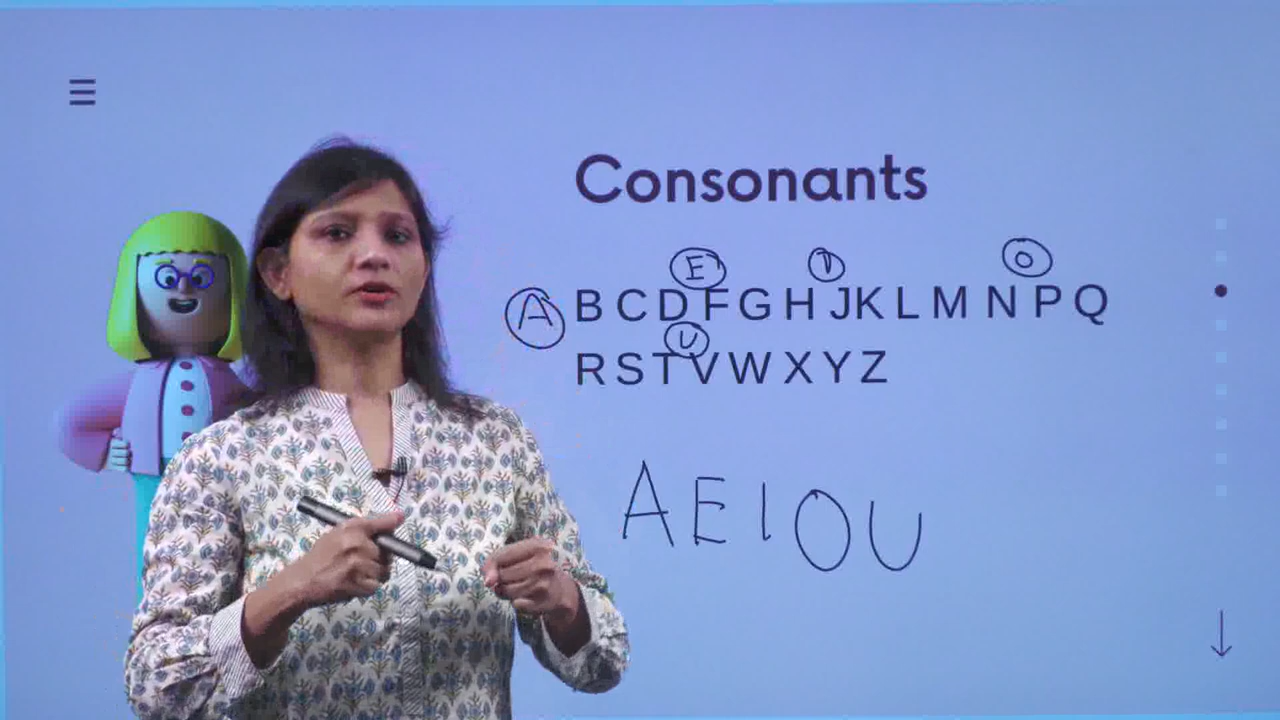 Consonants
E I O
A B C D F G H J K L M N P Q
U
R S T V W X Y Z
A E I O U